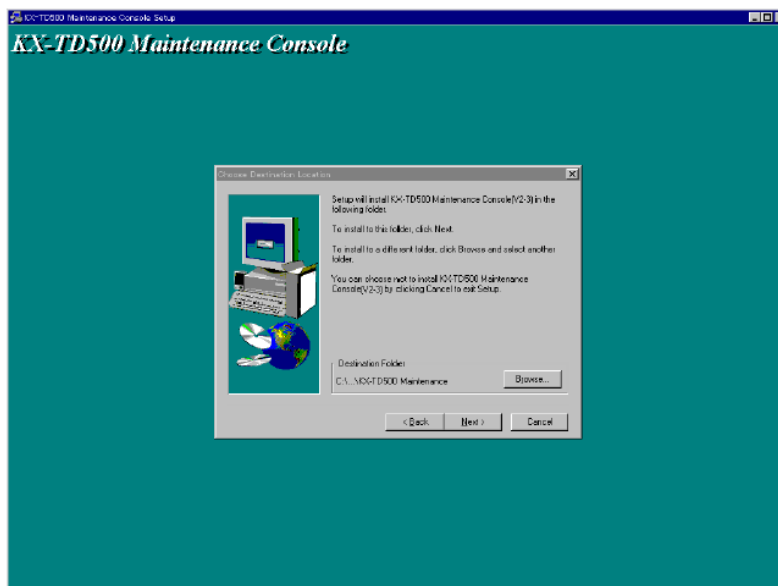 KX-TD500 Maintenance Console Setup
KX-TD500 Maintenance Console
Choose Destination Location
Setup will install KX-TD500 Maintenance Console(V2-3) in the
following folder.
To install to this folder, click Next.
To install to a different folder, click Browse and select another
folder.
You can choose not to install KX-TD500 Maintenance
Console(V2-3) by clicking Cancel to exit Setup.
Destination Folder
C:\...\KX-TD500 Maintenance
Browse...
< Back
Next >
Cancel